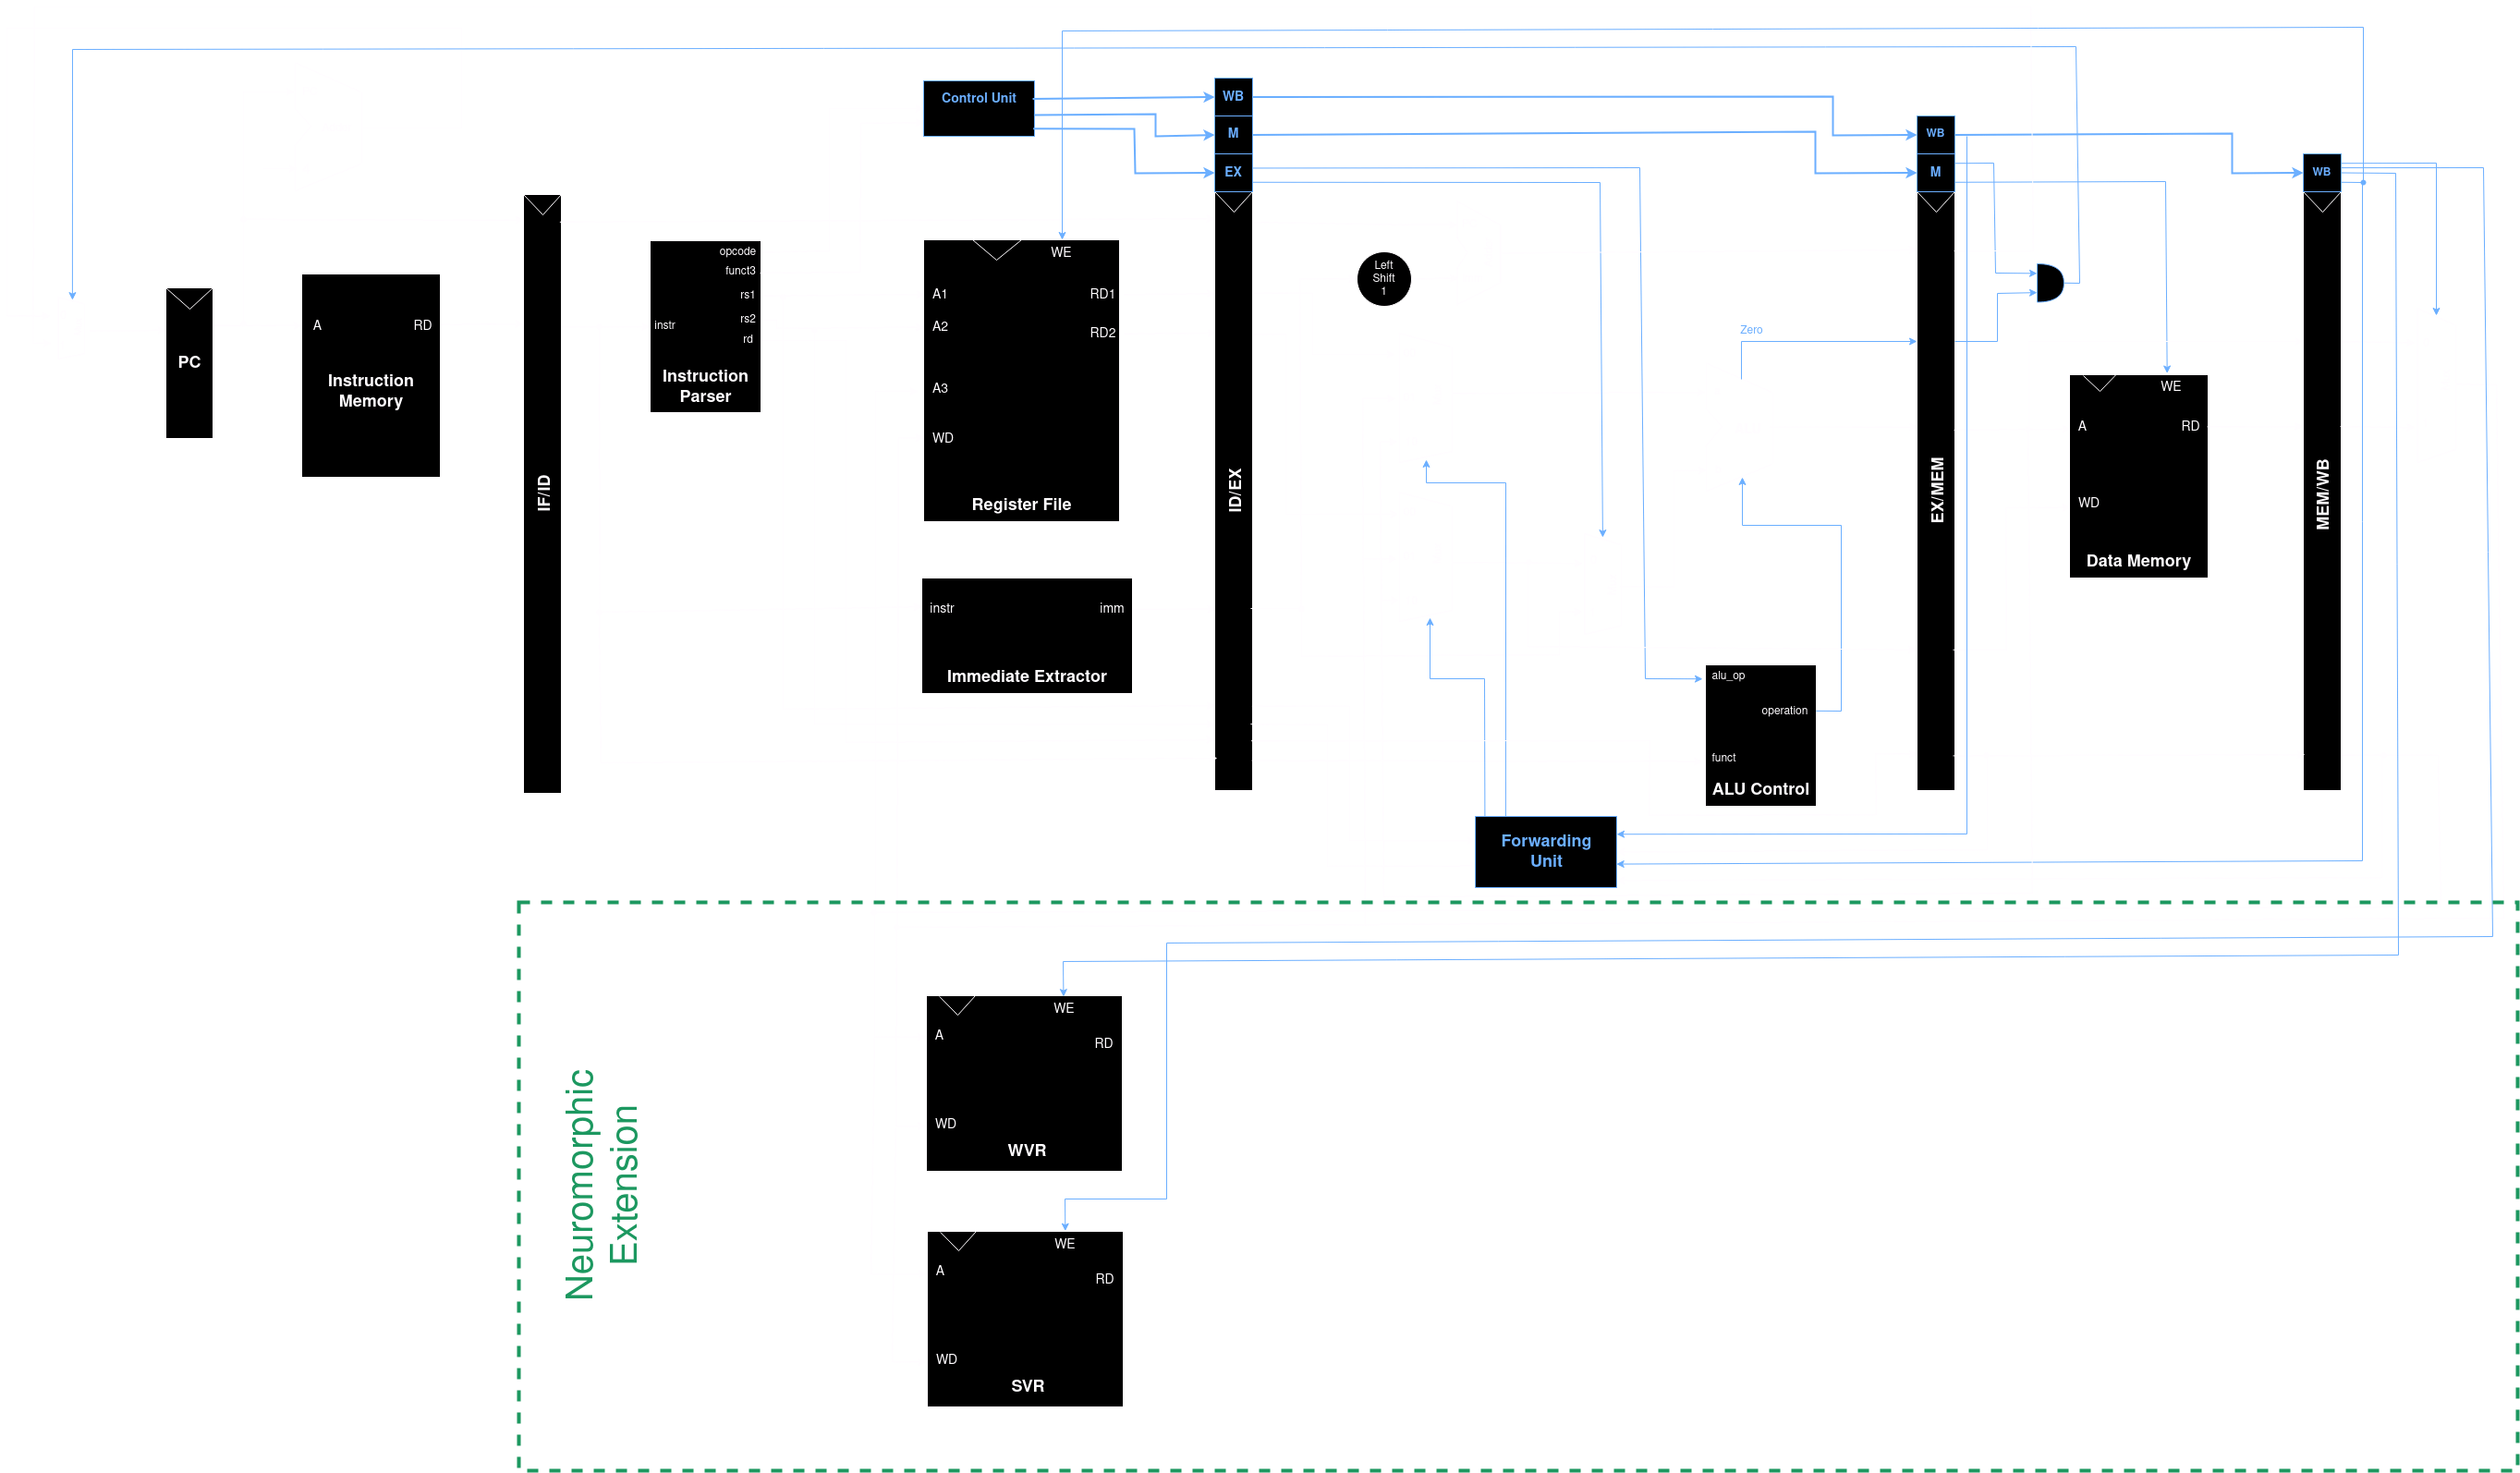 Control Unit
WB
M
EX
WB
M
WB
opcode
funct3
rs1
rs2
rd
instr
Instruction
Parser
WE
A1
A2
A3
WD
RD1
RD2
Register File
Left
Shift
1
A
RD
Instruction
Memory
PC
IF/ID
ID/EX
Zero
EX/MEM
WE
A
RD
WD
Data Memory
MEM/WB
instr
imm
Immediate Extractor
alu_op
operation
funct
ALU Control
Forwarding
Unit
Neuromorphic
Extension
WE
A
RD
WD
WVR
WE
A
RD
WD
SVR